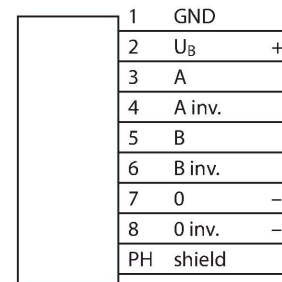 1 GND
2 U_B +
3 A
4 A inv.
5 B
6 B inv.
7 0 –
8 0 inv. –
PH shield